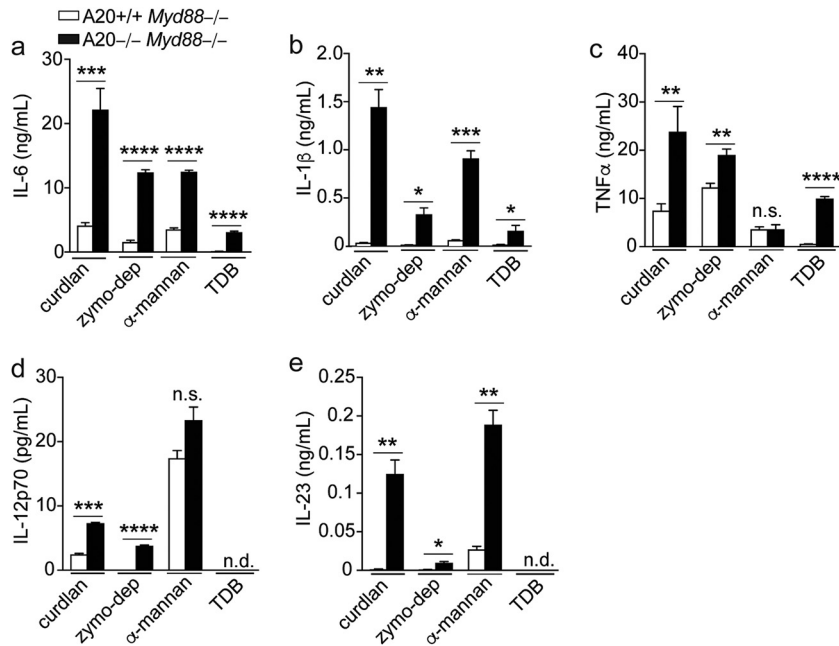 A20+/+ Myd88–/–
A20–/– Myd88–/–
a
IL-6 (ng/mL)
30
20
10
0
***
****
****
****
curdlan
zymo-dep
α-mannan
TDB
b
IL-1β (ng/mL)
2.0
1.5
1.0
0.5
0.0
**
*
***
*
curdlan
zymo-dep
α-mannan
TDB
c
TNFα (ng/mL)
40
30
20
10
0
**
**
n.s.
****
curdlan
zymo-dep
α-mannan
TDB
d
IL-12p70 (pg/mL)
30
20
10
0
***
****
n.s.
n.d.
curdlan
zymo-dep
α-mannan
TDB
e
IL-23 (ng/mL)
0.2
0.15
0.1
0.05
0
**
*
**
n.d.
curdlan
zymo-dep
α-mannan
TDB